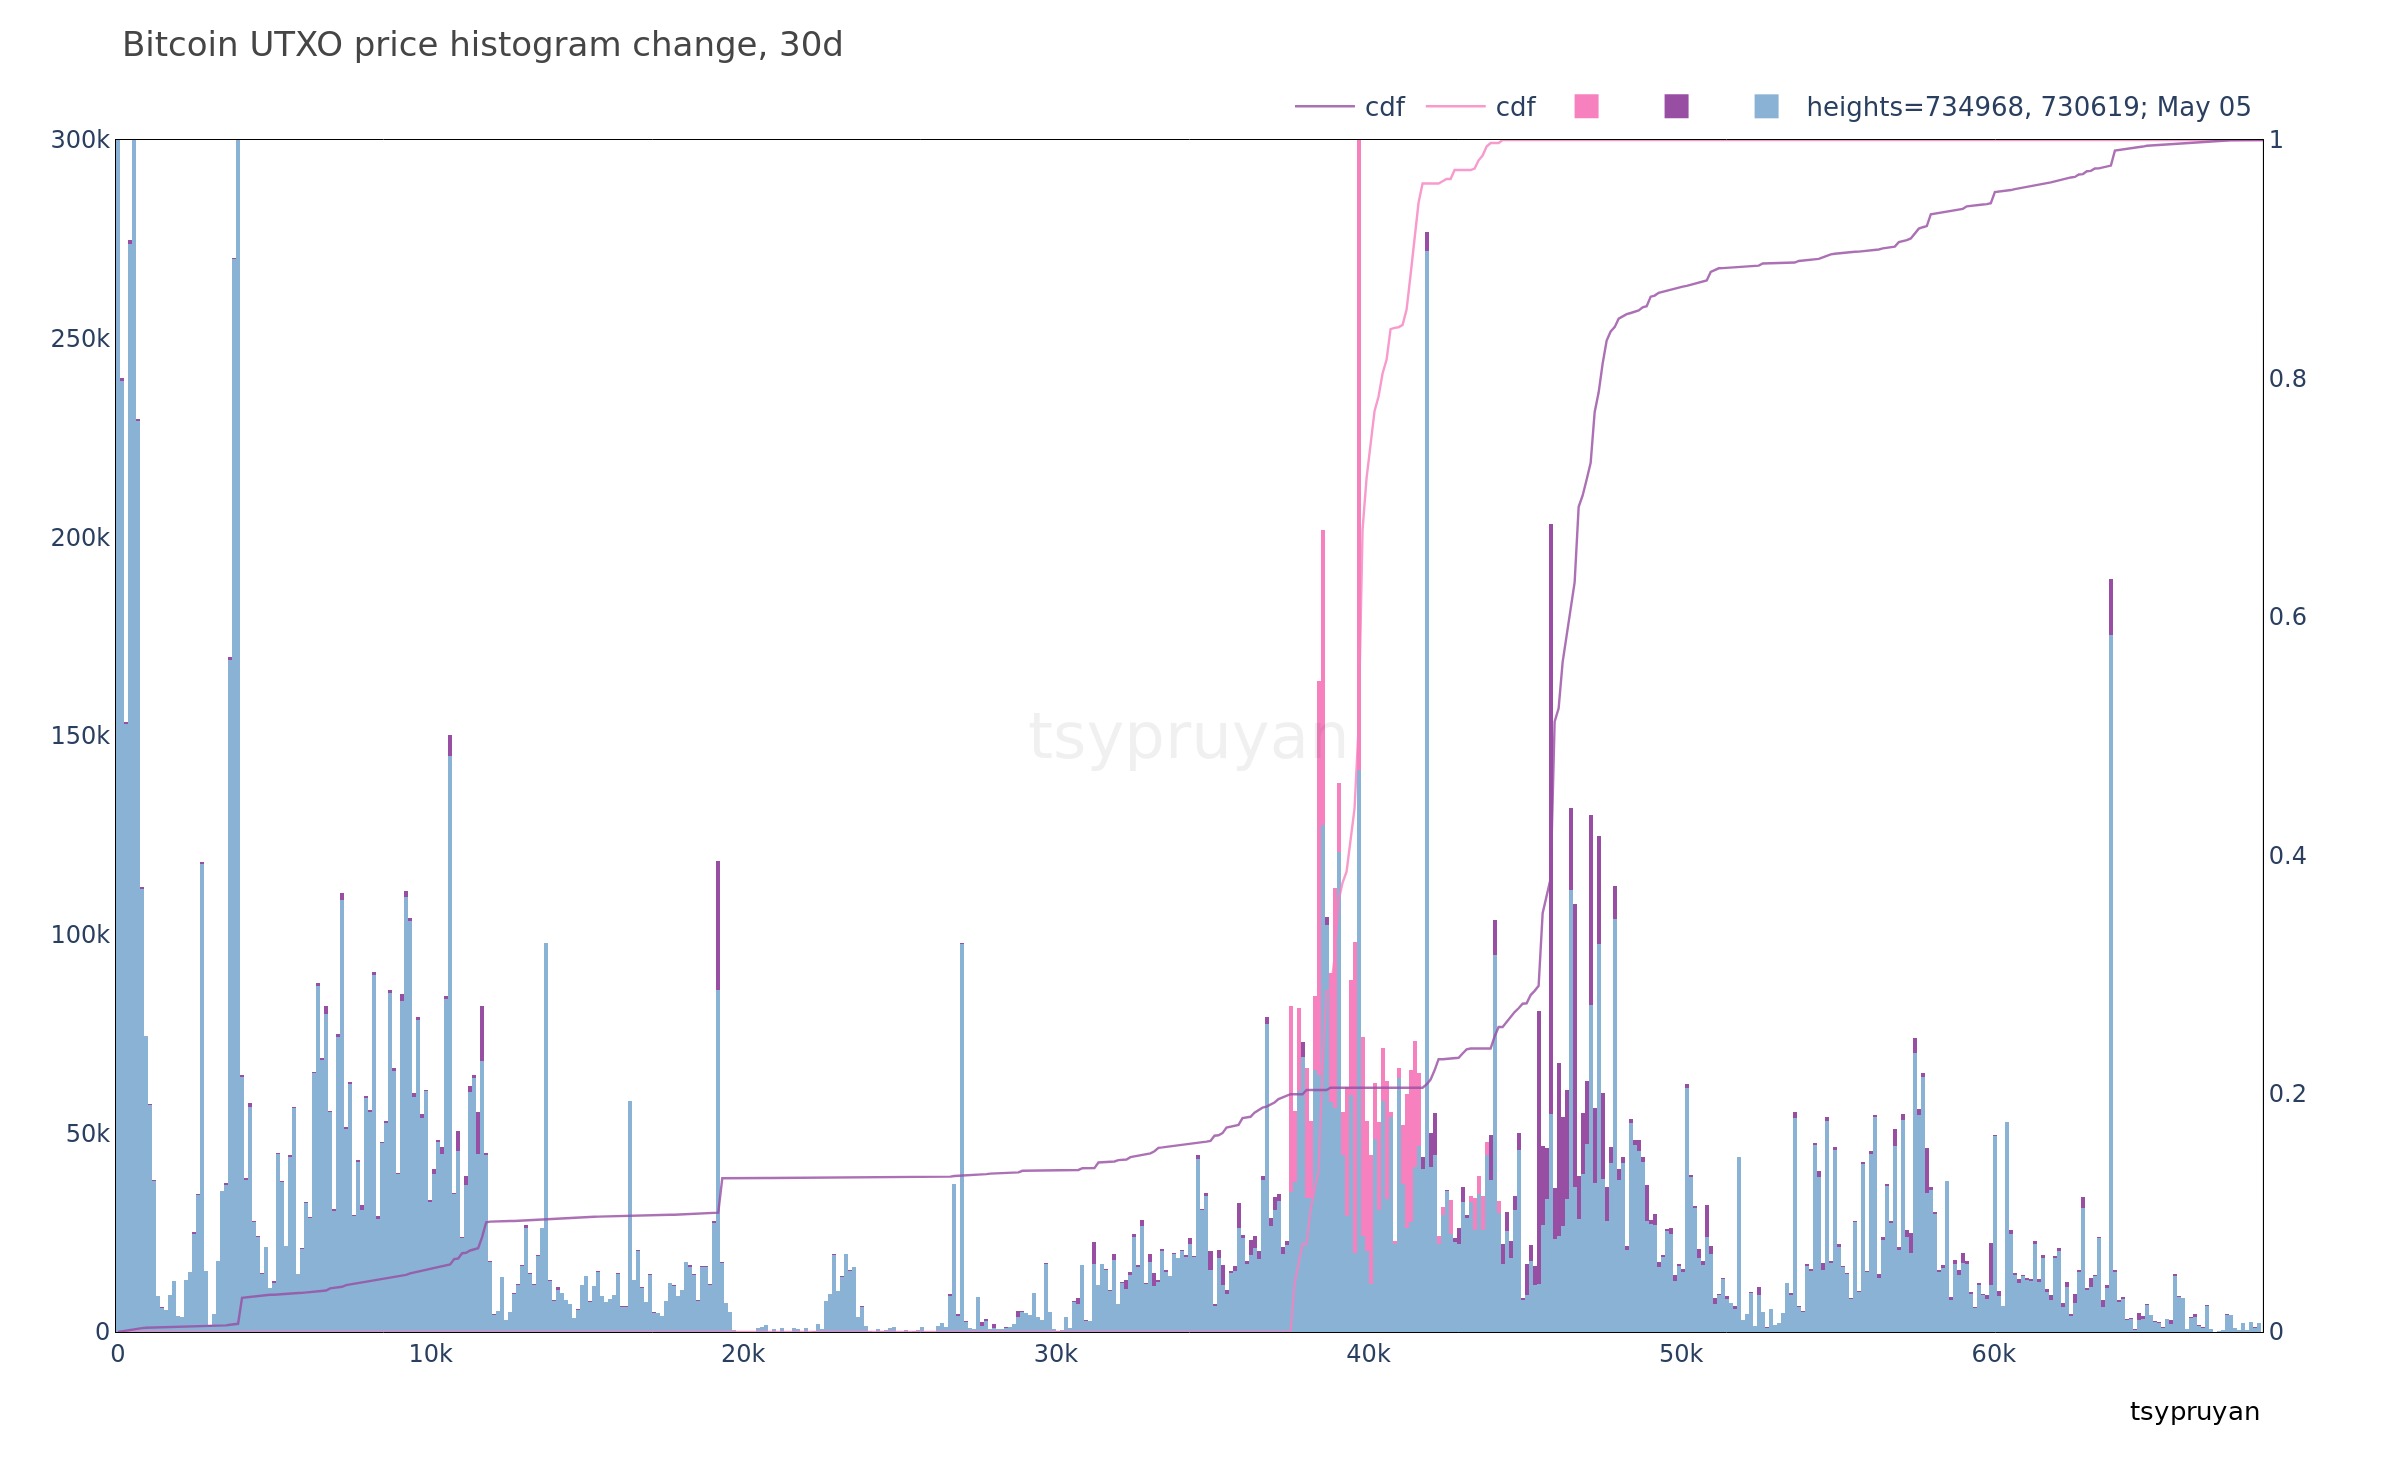 Bitcoin UTXO price histogram change, 30d
cdf cdf heights=734968, 730619; May 05
300k
250k
200k
150k
100k
50k
0
1
0.8
0.6
0.4
0.2
0
tsypruyan
0 10k 20k 30k 40k 50k 60k
tsypruyan